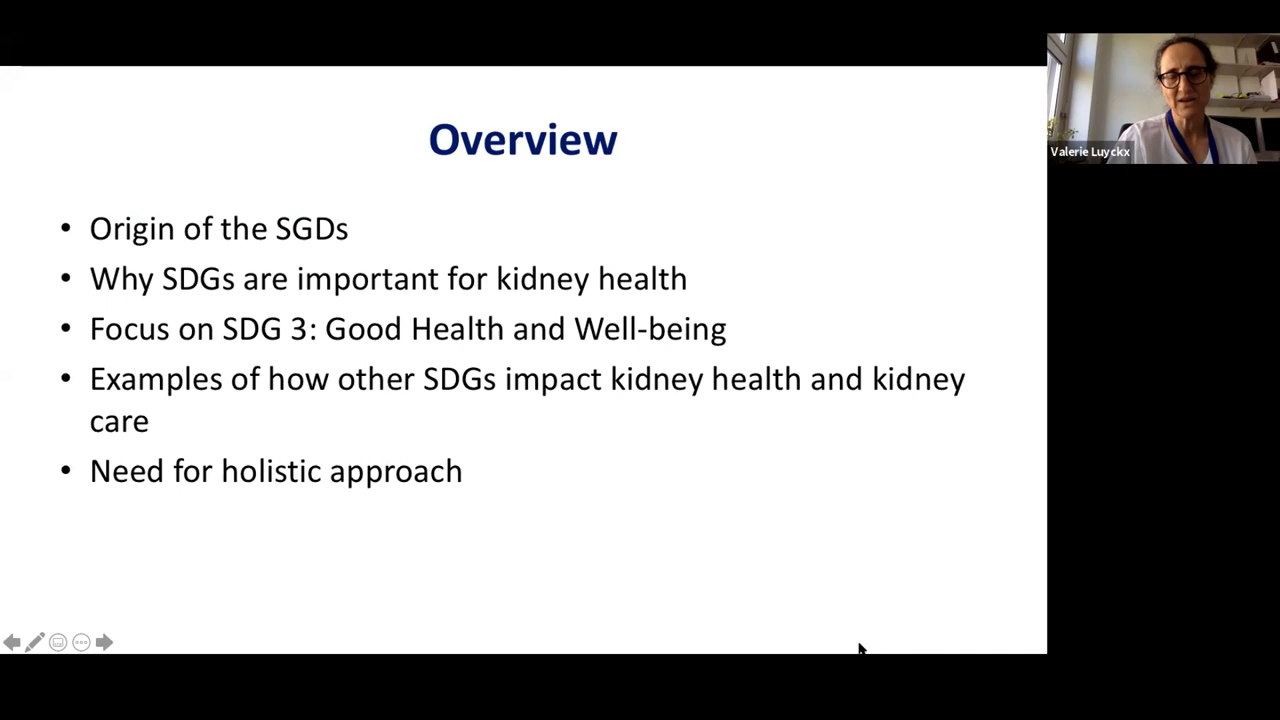 Overview
• Origin of the SGDs
• Why SDGs are important for kidney health
• Focus on SDG 3: Good Health and Well-being
• Examples of how other SDGs impact kidney health and kidney
care
• Need for holistic approach
Valerie Luyckx